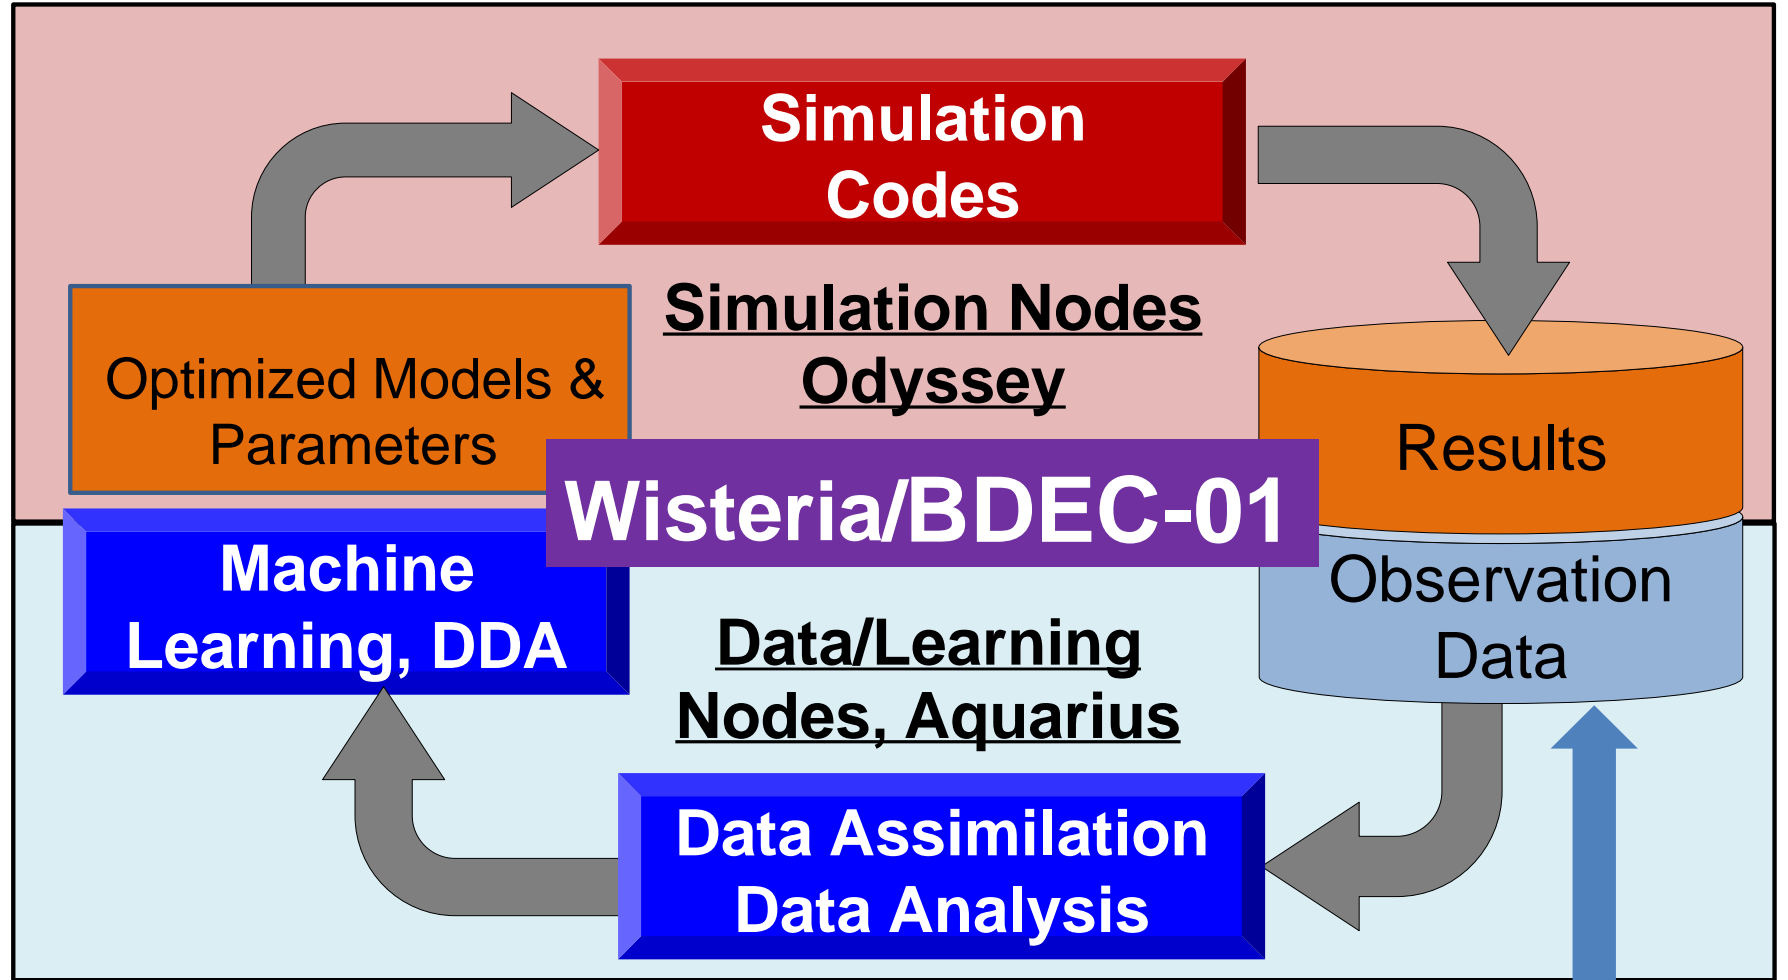 Simulation
Codes
Simulation Nodes
Odyssey
Optimized Models &
Parameters
Results
Wisteria/BDEC-01
Machine
Learning, DDA
Observation
Data
Data/Learning
Nodes, Aquarius
Data Assimilation
Data Analysis